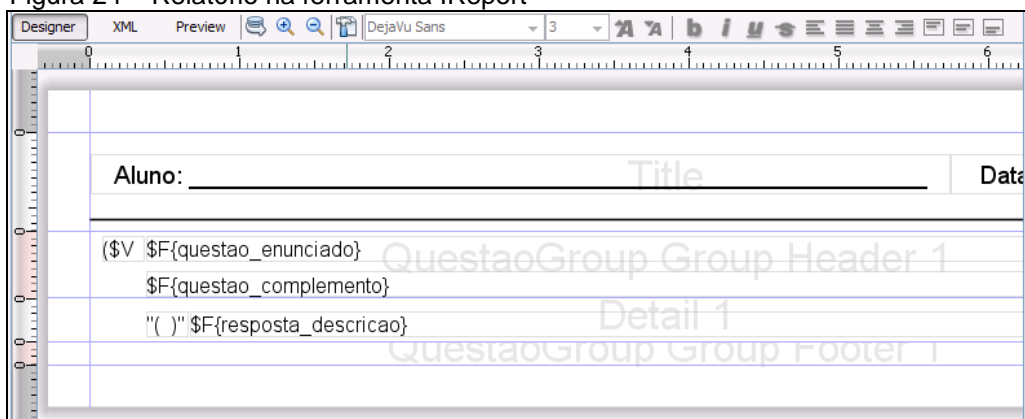 Figura 24 – Relatório na ferramenta iReport
Designer XML Preview DejaVu Sans 3 b i u s
0 1 2 3 4 5 6
Aluno: Title Data
($V $F{questao_enunciado} QuestaoGroup Group Header 1
$F{questao_complemento}
"( )" $F{resposta_descricao} Detail 1
QuestaoGroup Group Footer 1